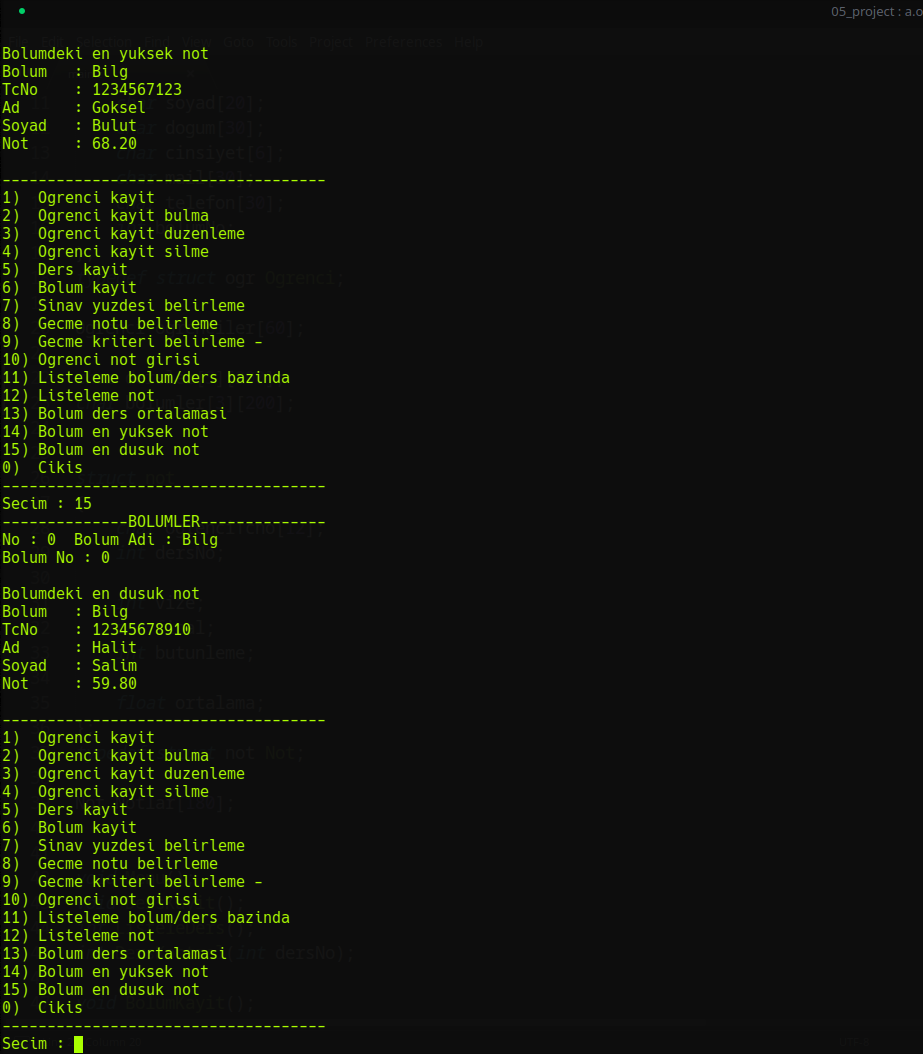 05_project : a.o
Bolumdeki en yuksek not
Bolum   : Bilg
TcNo    : 1234567123
Ad      : Goksel
Soyad   : Bulut
Not     : 68.20
------------------------------------
1)  Ogrenci kayit
2)  Ogrenci kayit bulma
3)  Ogrenci kayit duzenleme
4)  Ogrenci kayit silme
5)  Ders kayit
6)  Bolum kayit
7)  Sinav yuzdesi belirleme
8)  Gecme notu belirleme
9)  Gecme kriteri belirleme -
10) Ogrenci not girisi
11) Listeleme bolum/ders bazinda
12) Listeleme not
13) Bolum ders ortalamasi
14) Bolum en yuksek not
15) Bolum en dusuk not
0)  Cikis
------------------------------------
Secim : 15
--------------BOLUMLER--------------
No : 0  Bolum Adi : Bilg
Bolum No : 0
Bolumdeki en dusuk not
Bolum   : Bilg
TcNo    : 12345678910
Ad      : Halit
Soyad   : Salim
Not     : 59.80
------------------------------------
1)  Ogrenci kayit
2)  Ogrenci kayit bulma
3)  Ogrenci kayit duzenleme
4)  Ogrenci kayit silme
5)  Ders kayit
6)  Bolum kayit
7)  Sinav yuzdesi belirleme
8)  Gecme notu belirleme
9)  Gecme kriteri belirleme -
10) Ogrenci not girisi
11) Listeleme bolum/ders bazinda
12) Listeleme not
13) Bolum ders ortalamasi
14) Bolum en yuksek not
15) Bolum en dusuk not
0)  Cikis
------------------------------------
Secim :